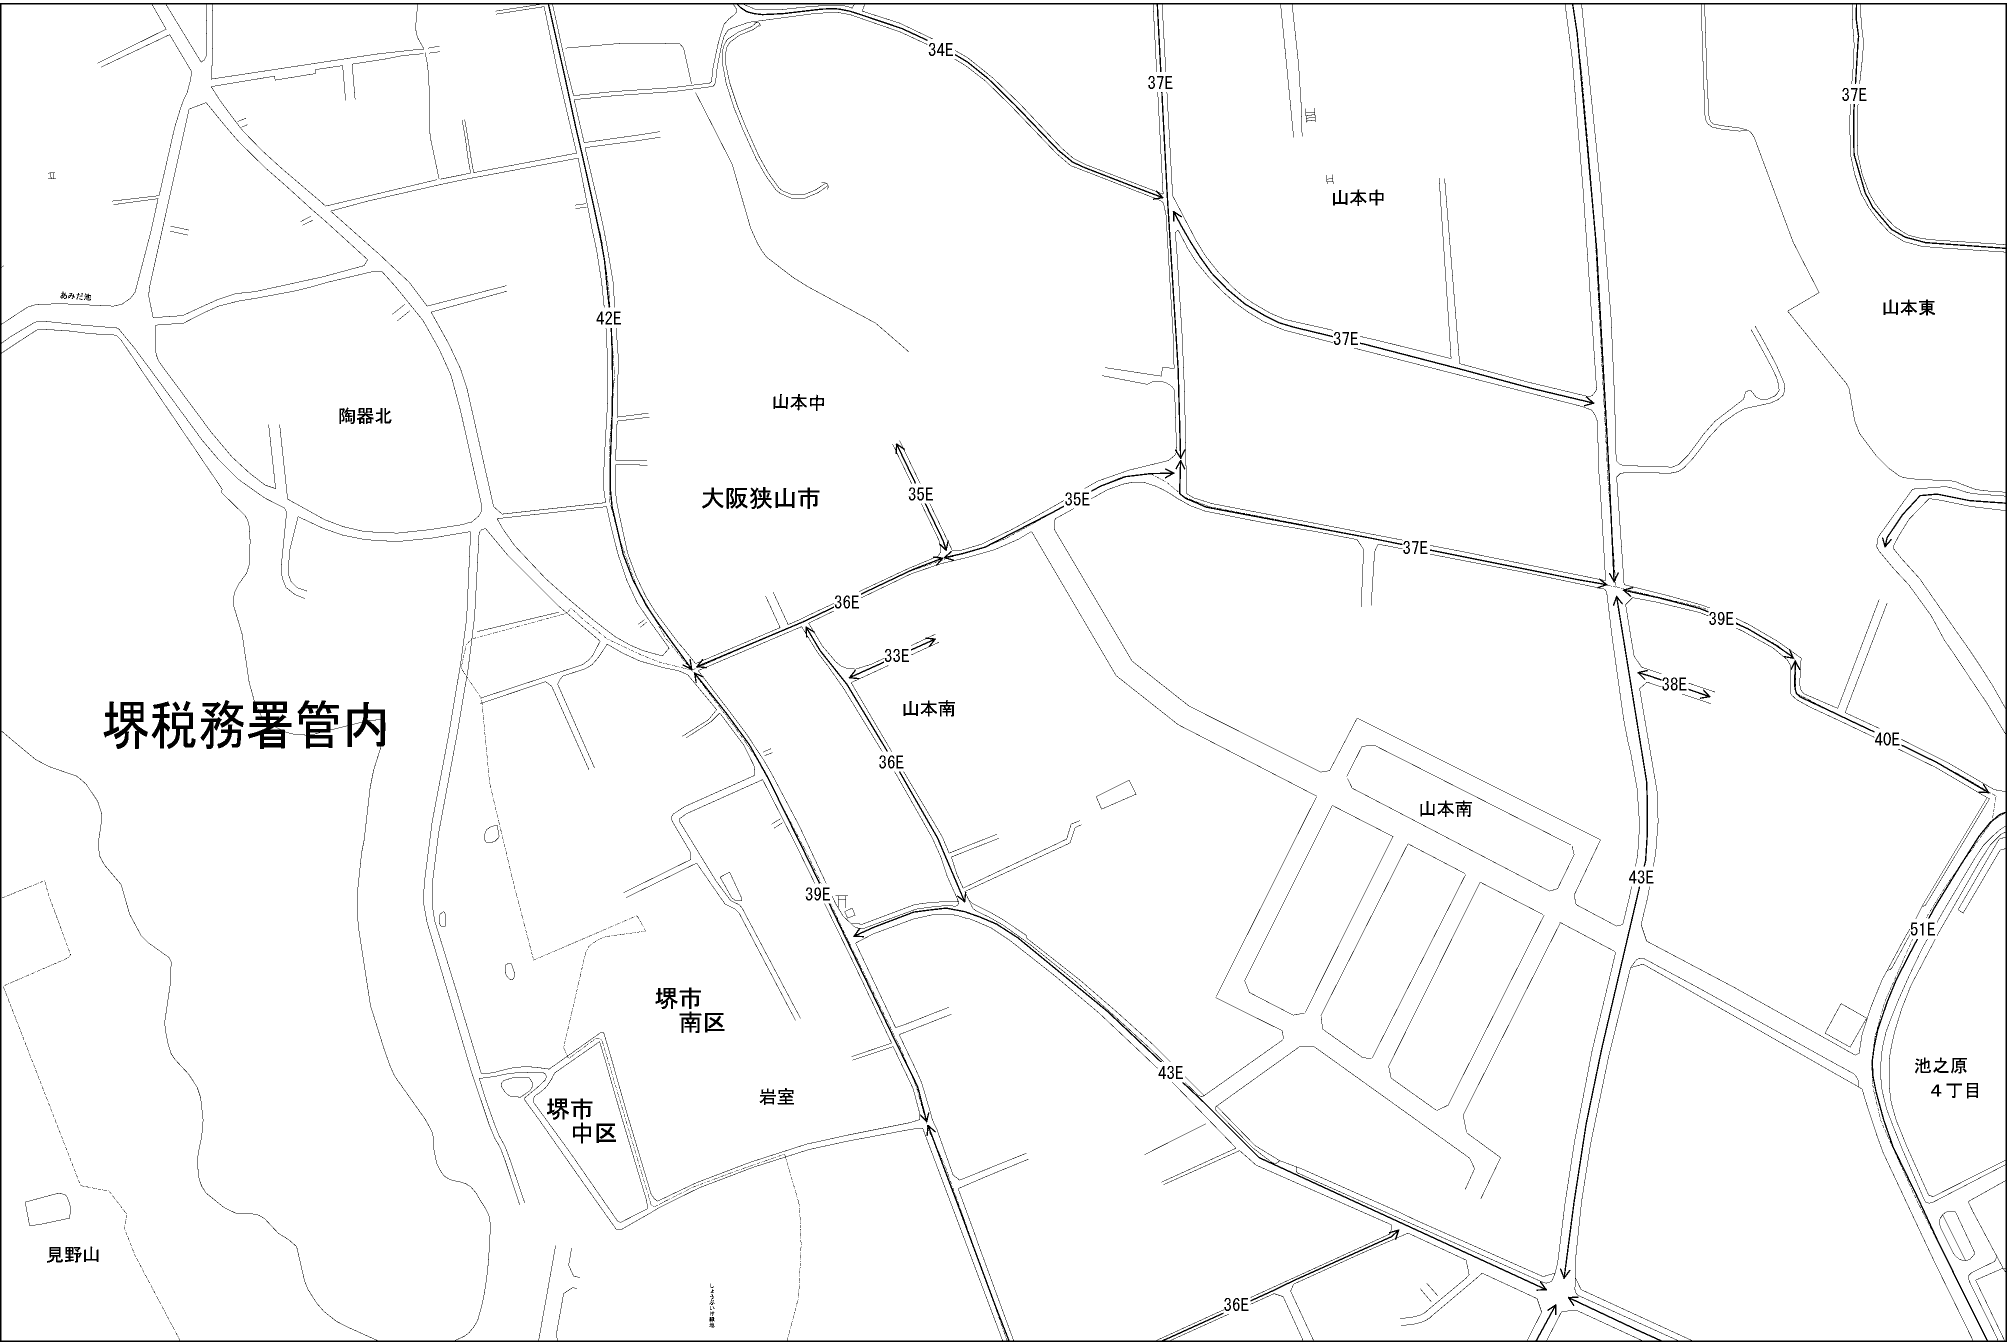 34E
37E
37E
山本中
あみだ池
山本東
42E
37E
陶器北
山本中
大阪狭山市
35E
35E
37E
36E
39E
33E
38E
山本南
堺税務署管内
40E
36E
山本南
43E
39E
51E
堺市
南区
池之原
4丁目
43E
岩室
堺市
中区
見野山
36E